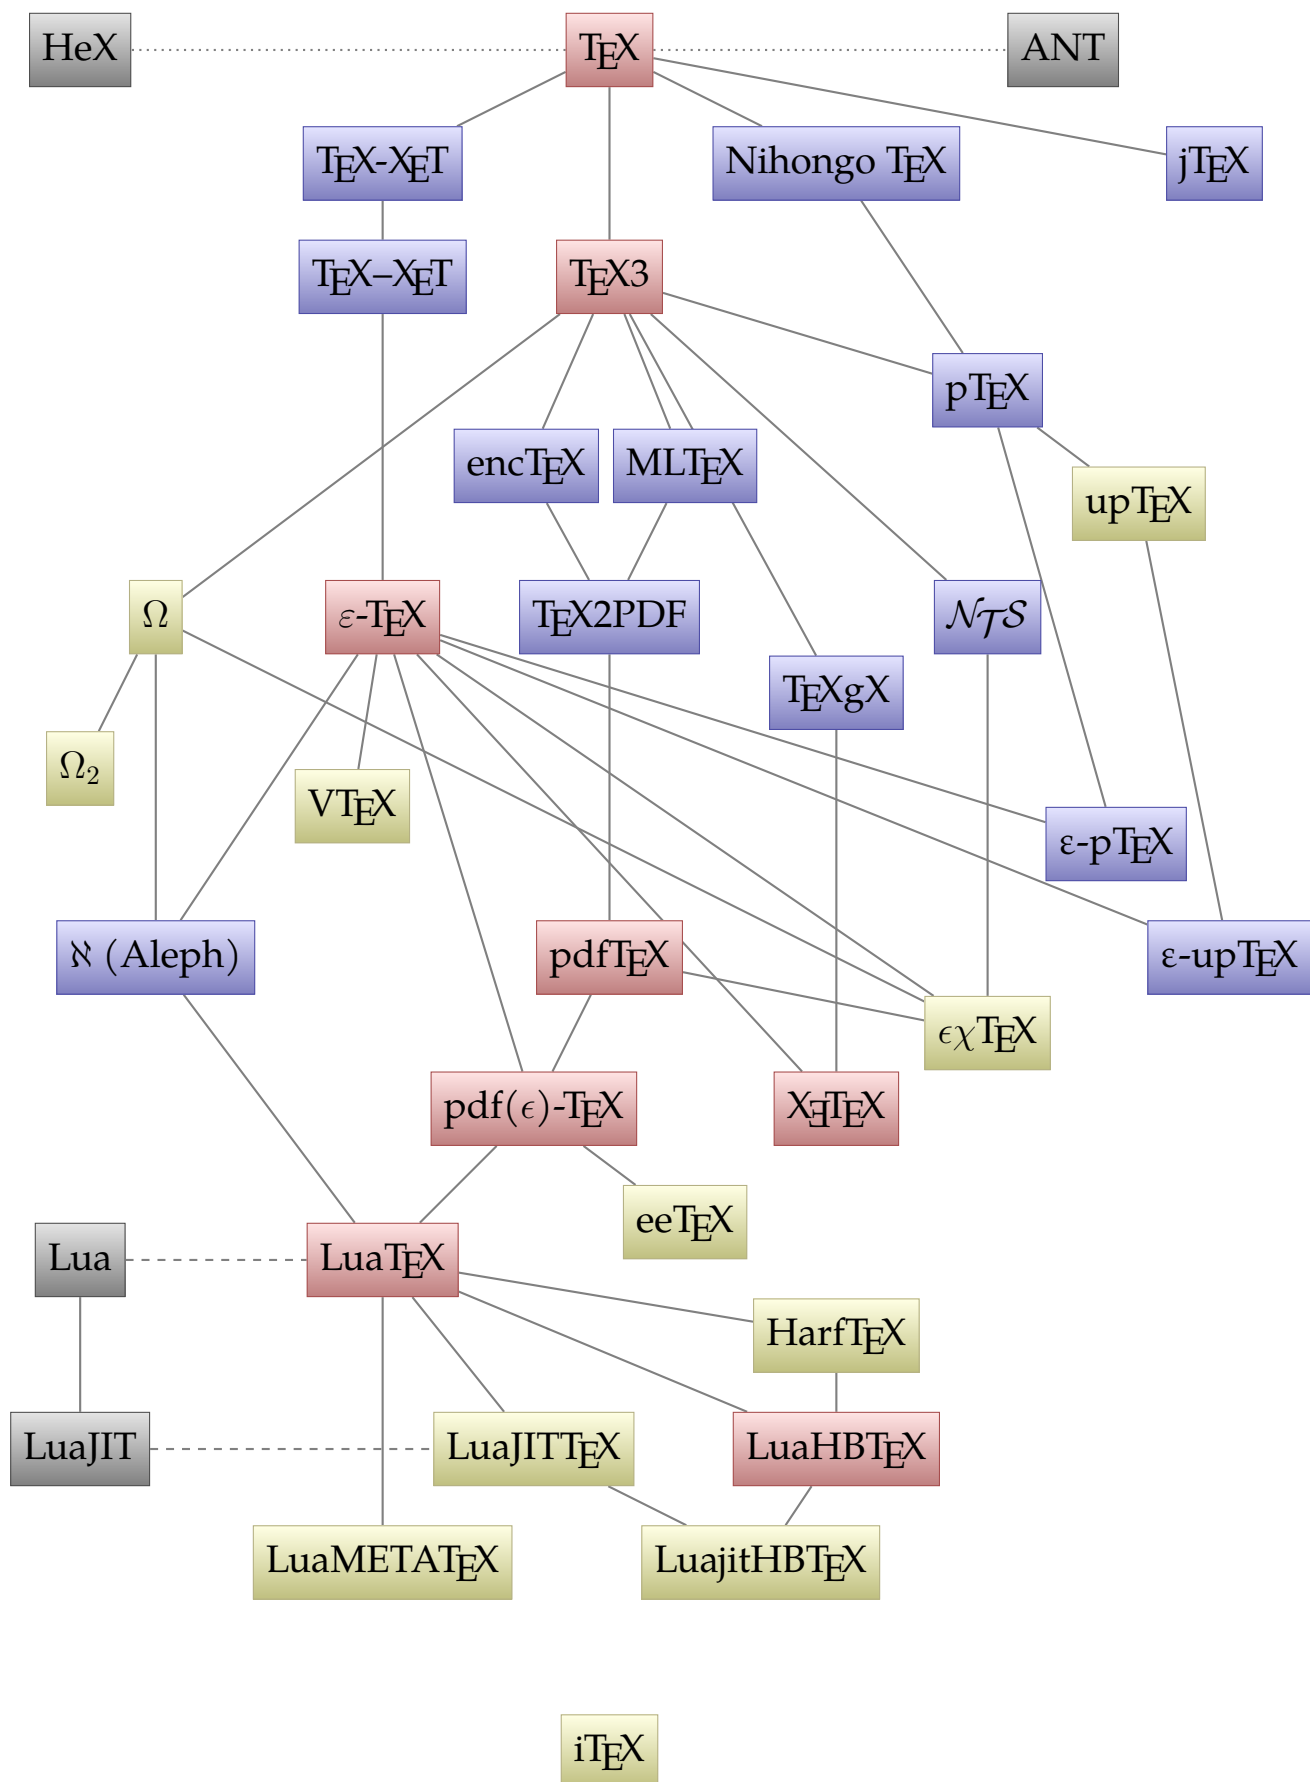 HeX
TEX
ANT
TEX-XET
Nihongo TEX
jTEX
TEX–XET
TEX3
pTEX
encTEX
MLTEX
upTEX
Ω
ε-TEX
TEX2PDF
NTS
TEXgX
Ω₂
VTEX
ε-pTEX
ℵ (Aleph)
pdfTEX
ε-upTEX
ϵχTEX
pdf(ϵ)-TEX
XƎTEX
eeTEX
Lua
LuaTEX
HarfTEX
LuaJIT
LuaJITTEX
LuaHBTEX
LuaMETATEX
LuajitHBTEX
iTEX